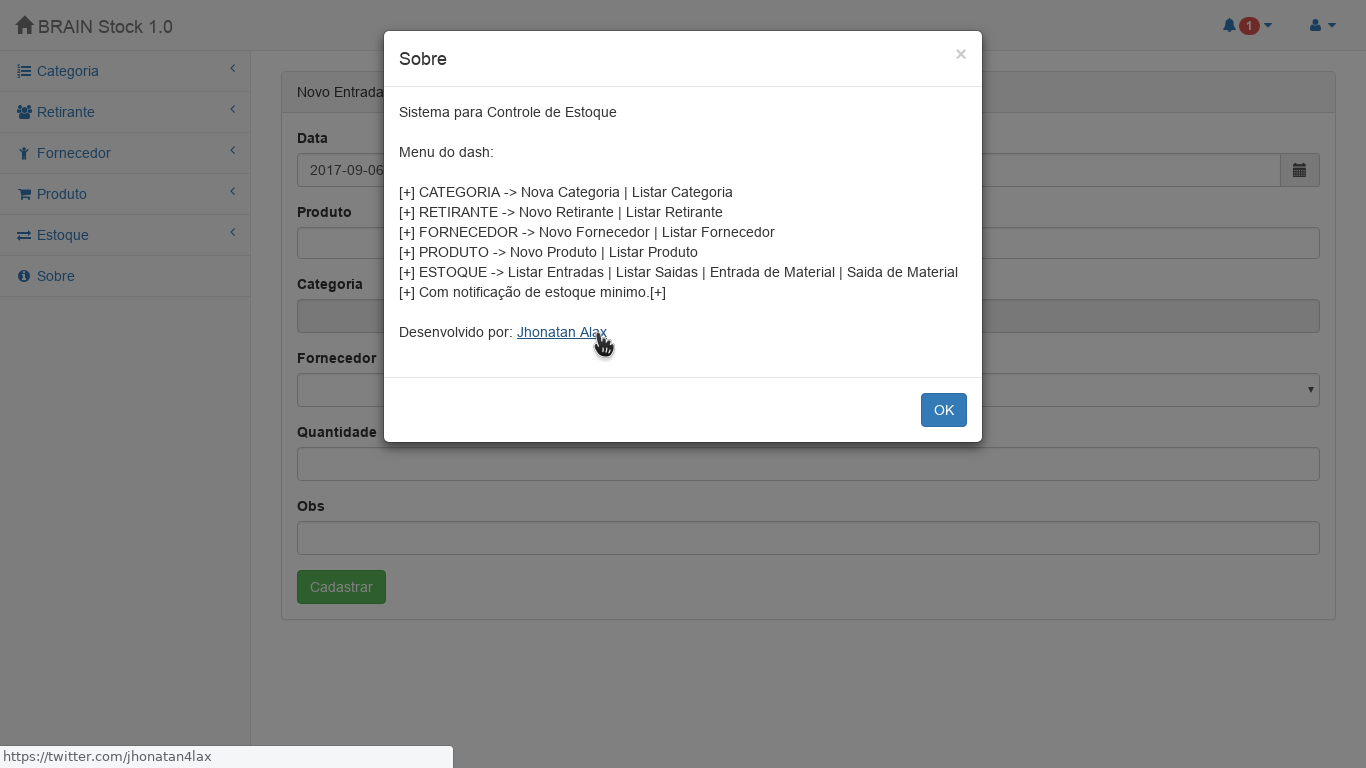 BRAIN Stock 1.0
1
Categoria
Retirante
Fornecedor
Produto
Estoque
Sobre
Novo Entrada
Data
2017-09-06
Produto
Categoria
Fornecedor
Quantidade
Obs
Cadastrar
Sobre
×
Sistema para Controle de Estoque
Menu do dash:
[+] CATEGORIA -> Nova Categoria | Listar Categoria
[+] RETIRANTE -> Novo Retirante | Listar Retirante
[+] FORNECEDOR -> Novo Fornecedor | Listar Fornecedor
[+] PRODUTO -> Novo Produto | Listar Produto
[+] ESTOQUE -> Listar Entradas | Listar Saidas | Entrada de Material | Saida de Material
[+] Com notificação de estoque minimo.[+]
Desenvolvido por: Jhonatan Alax
OK
https://twitter.com/jhonatan4lax